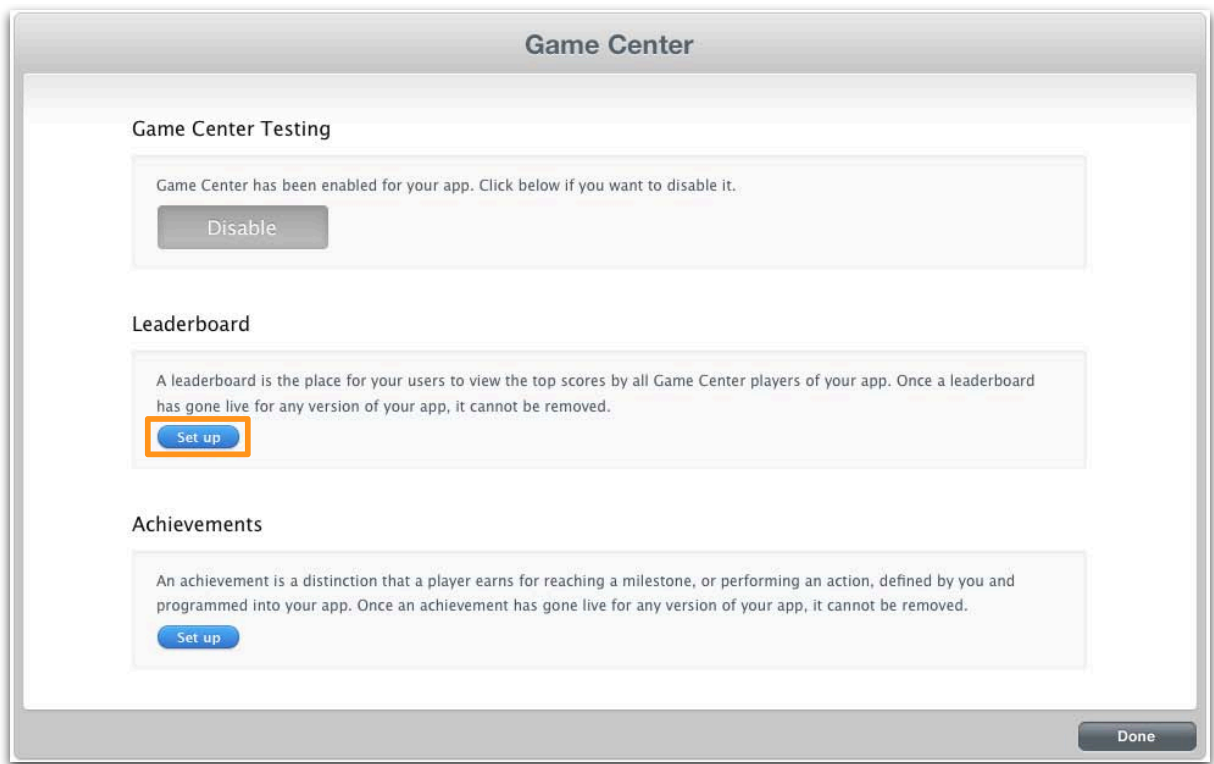 Game Center
Game Center Testing
Game Center has been enabled for your app. Click below if you want to disable it.
Disable
Leaderboard
A leaderboard is the place for your users to view the top scores by all Game Center players of your app. Once a leaderboard
has gone live for any version of your app, it cannot be removed.
Set up
Achievements
An achievement is a distinction that a player earns for reaching a milestone, or performing an action, defined by you and
programmed into your app. Once an achievement has gone live for any version of your app, it cannot be removed.
Set up
Done